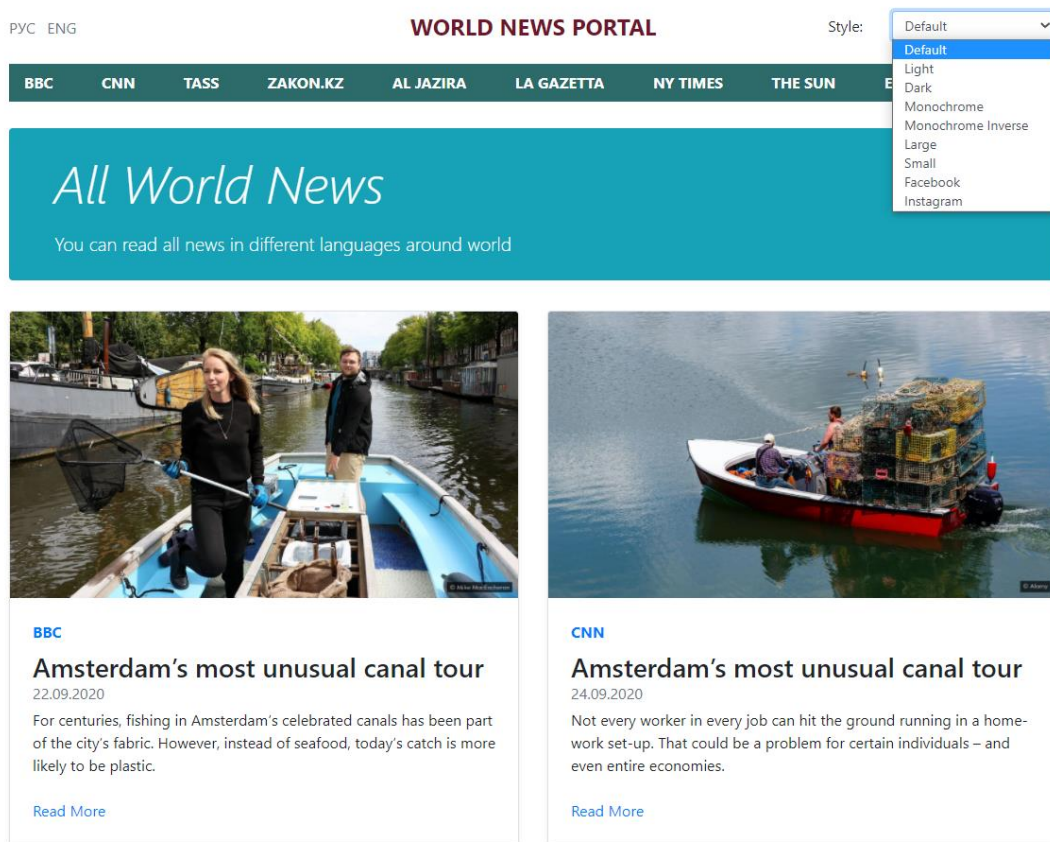 РУС ENG
WORLD NEWS PORTAL
Style:
Default
Default
Light
Dark
Monochrome
Monochrome Inverse
Large
Small
Facebook
Instagram
BBC CNN TASS ZAKON.KZ AL JAZIRA LA GAZETTA NY TIMES THE SUN
All World News
You can read all news in different languages around world
BBC
Amsterdam’s most unusual canal tour
22.09.2020
For centuries, fishing in Amsterdam’s celebrated canals has been part
of the city’s fabric. However, instead of seafood, today’s catch is more
likely to be plastic.
Read More
CNN
Amsterdam’s most unusual canal tour
24.09.2020
Not every worker in every job can hit the ground running in a home-
work set-up. That could be a problem for certain individuals – and
even entire economies.
Read More